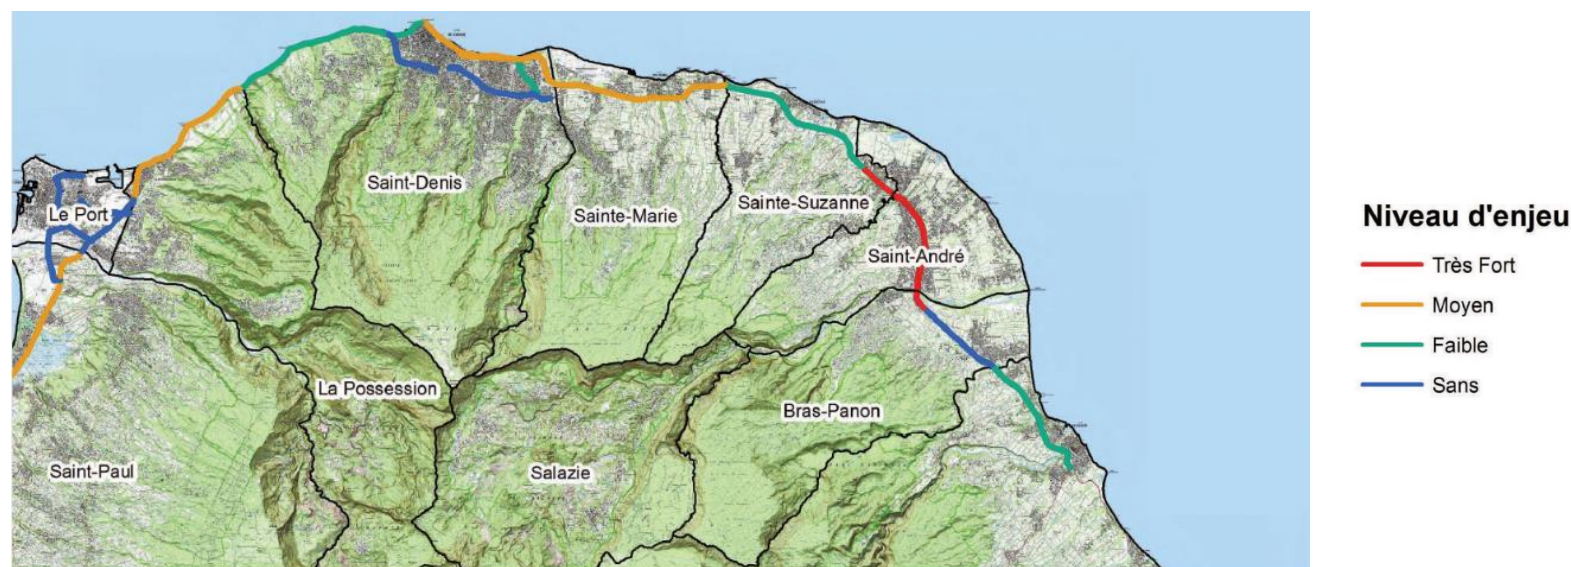 Saint-Denis
Le Port
Sainte-Marie
Sainte-Suzanne
Saint-André
La Possession
Bras-Panon
Saint-Paul
Salazie
Niveau d'enjeu
Très Fort
Moyen
Faible
Sans